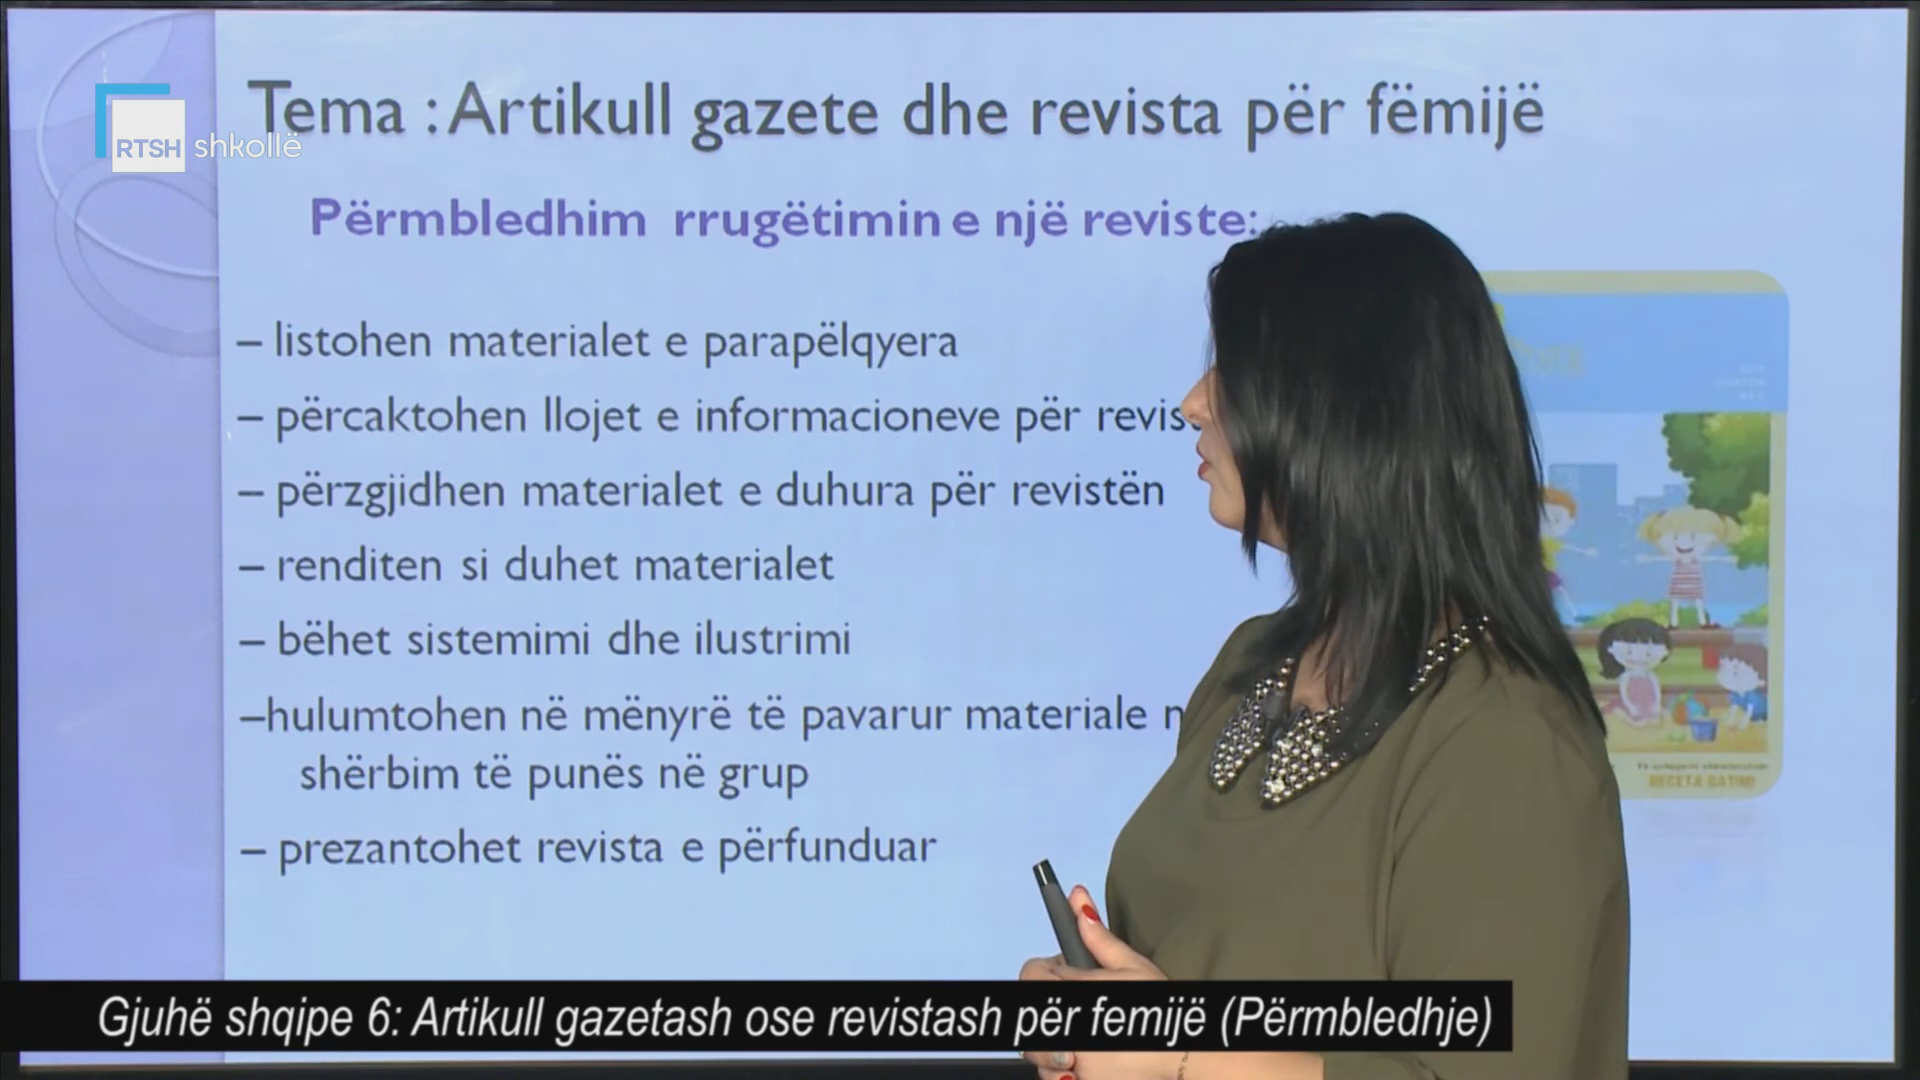 RTSH shkollë
Tema : Artikull gazete dhe revista për fëmijë
Përmbledhim rrugëtimin e një reviste:
– listohen materialet e parapëlqyera
– përcaktohen llojet e informacioneve për
– përzgjidhen materialet e duhura për revistën
– renditen si duhet materialet
– bëhet sistemimi dhe ilustrimi
–hulumtohen në mënyrë të pavarur materiale
shërbim të punës në grup
– prezantohet revista e përfunduar
Gjuhë shqipe 6: Artikull gazetash ose revistash për femijë (Përmbledhje)